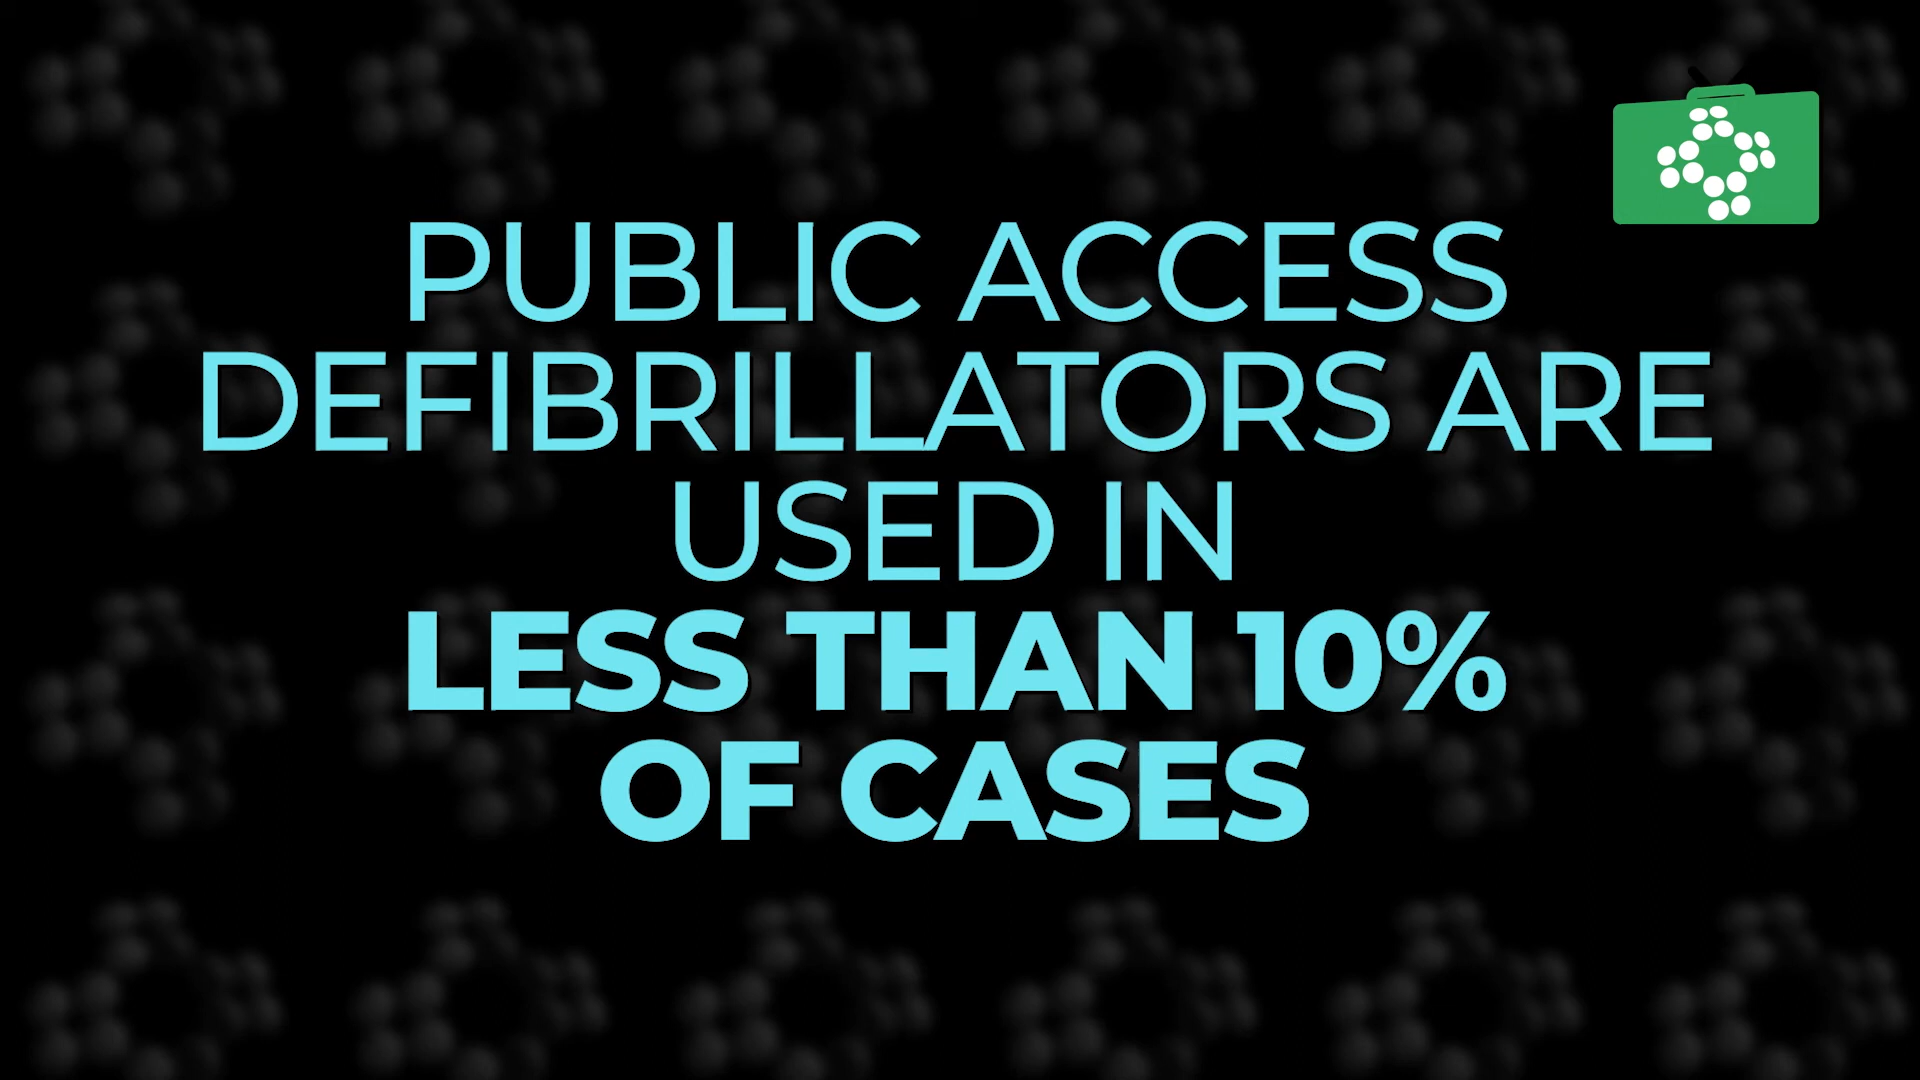 PUBLIC ACCESS
DEFIBRILLATORS ARE
USED IN
LESS THAN 10%
OF CASES